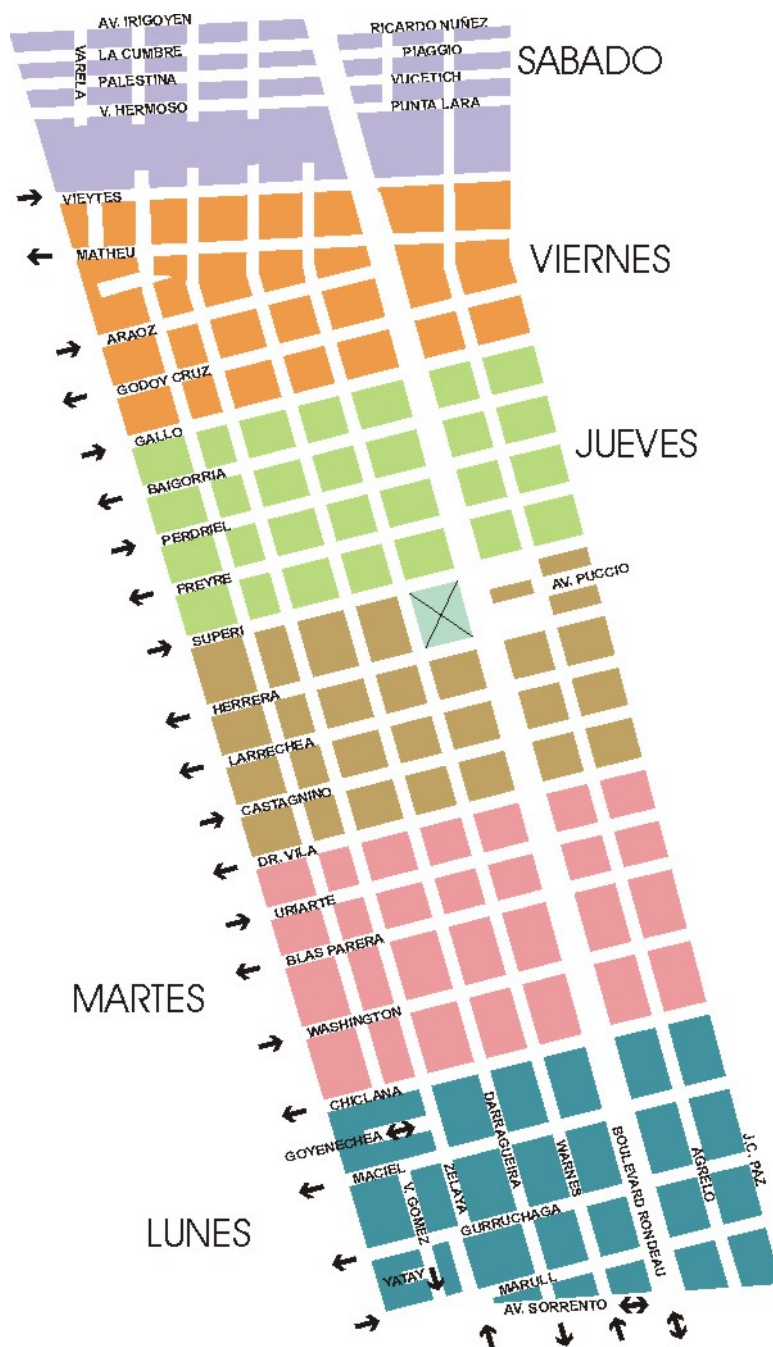 AV. IRIGOYEN
RICARDO NUÑEZ
VARELA
LA CUMBRE
PIAGGIO
SABADO
PALESTINA
VUCETICH
V. HERMOSO
PUNTA LARA
VIEYTES
MATHEU
VIERNES
ARAOZ
GODOY CRUZ
GALLO
JUEVES
BAIGORRIA
PERDRIEL
FREYRE
AV. PUCCIO
SUPERI
HERRERA
LARRECHEA
CASTAGNINO
DR. VILA
URIARTE
BLAS PARERA
MARTES
WASHINGTON
CHICLANA
GOYENECHEA
DARRAGUEIRA
MACIEL
V. GOMEZ
ZELAYA
WARNES
BOULEVARD RONDEAU
AGRELO
J.C. PAZ
LUNES
GURRUCHAGA
YATAY
MARULL
AV. SORRENTO